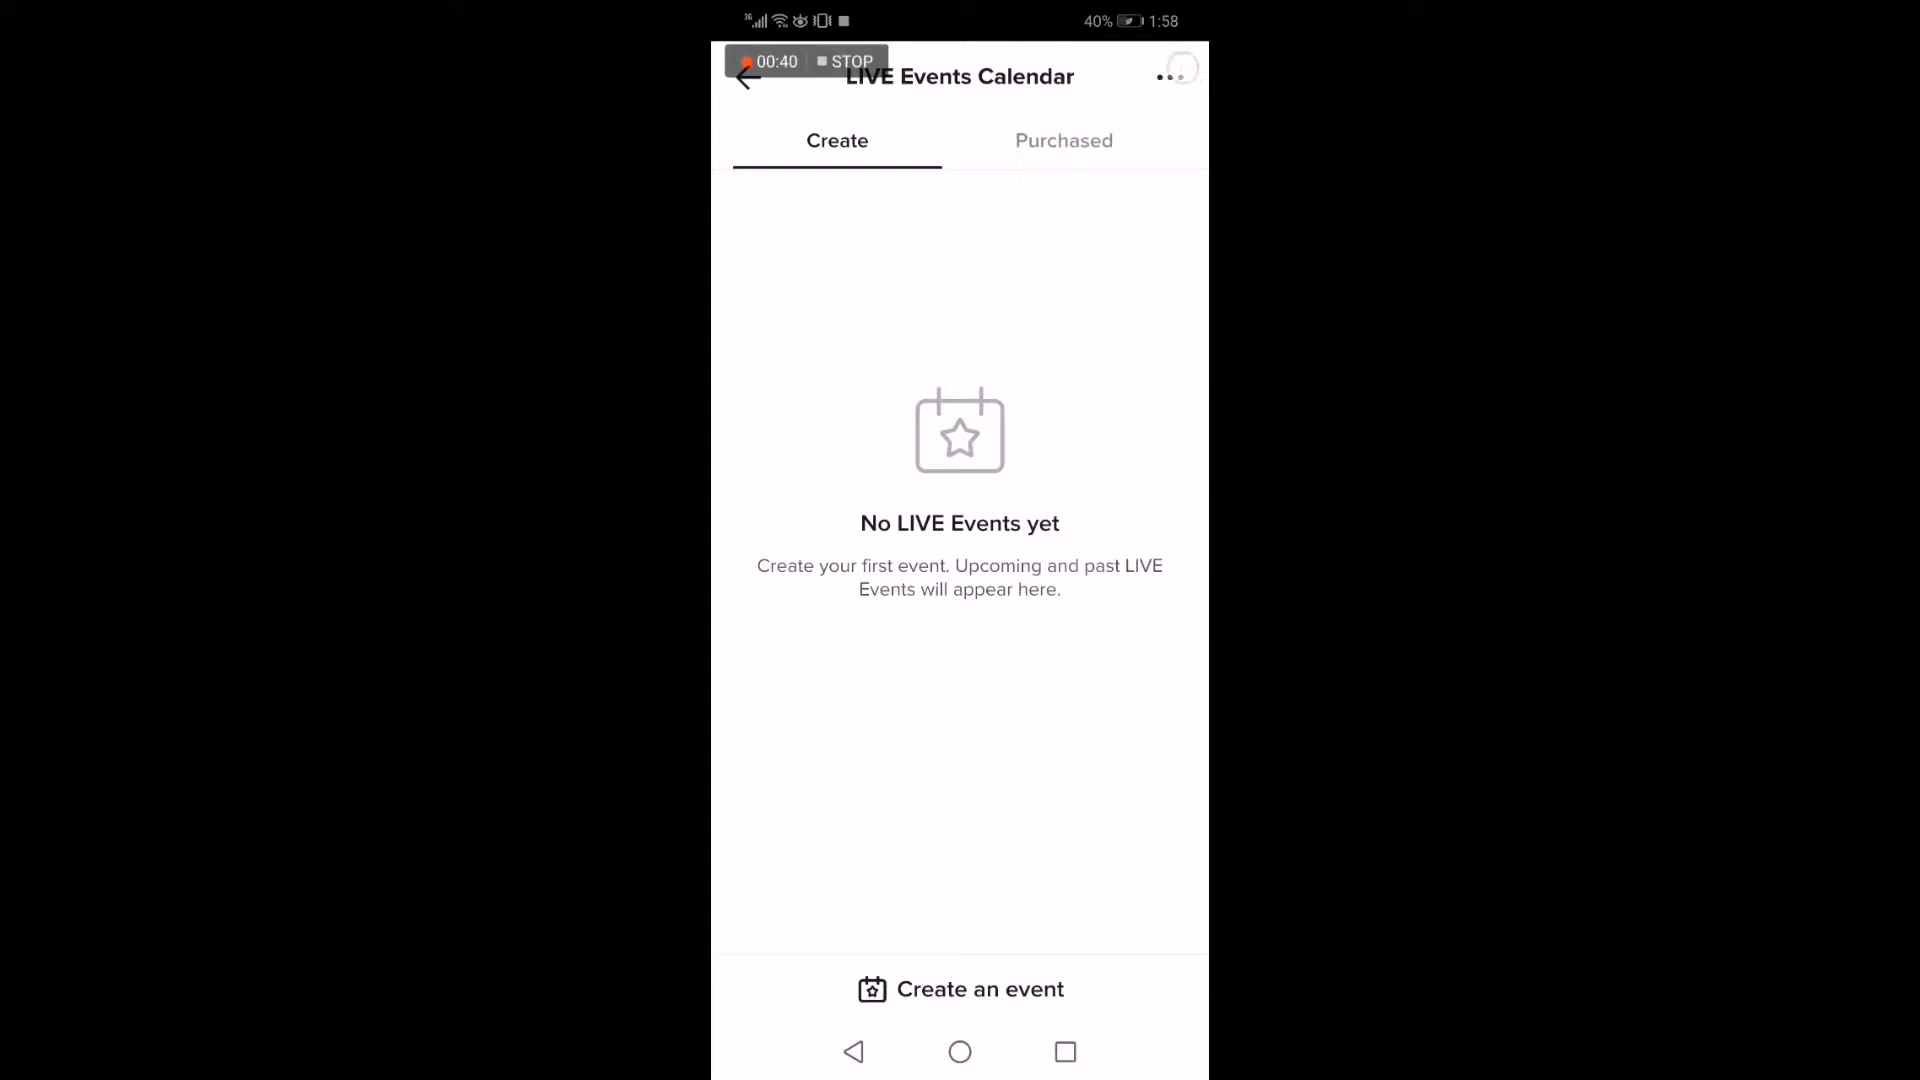 3G 40% 1:58
00:40 STOP
LIVE Events Calendar
Create Purchased
No LIVE Events yet
Create your first event. Upcoming and past LIVE
Events will appear here.
Create an event